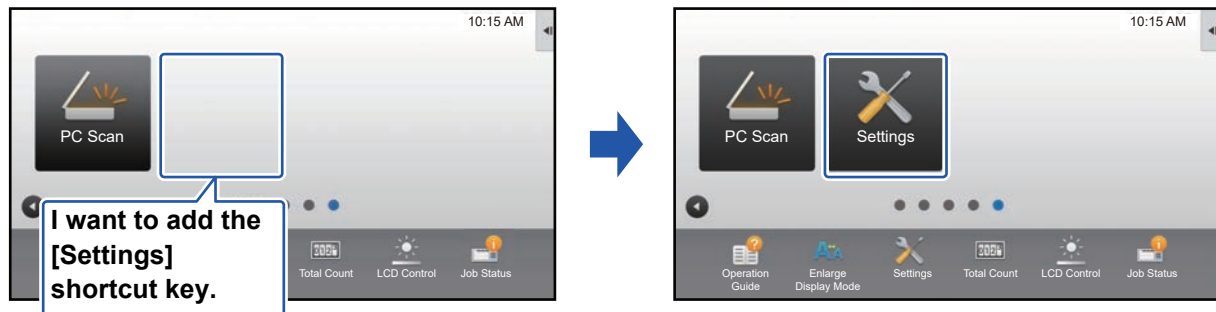 10:15 AM
PC Scan
I want to add the
[Settings]
shortcut key.
Total Count
LCD Control
Job Status
10:15 AM
PC Scan
Settings
Operation
Guide
Enlarge
Display Mode
Settings
Total Count
LCD Control
Job Status